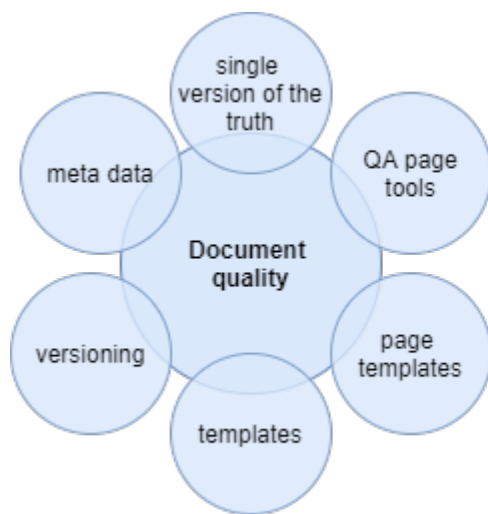 single
version of the
truth
QA page
tools
page
templates
templates
versioning
meta data
Document
quality